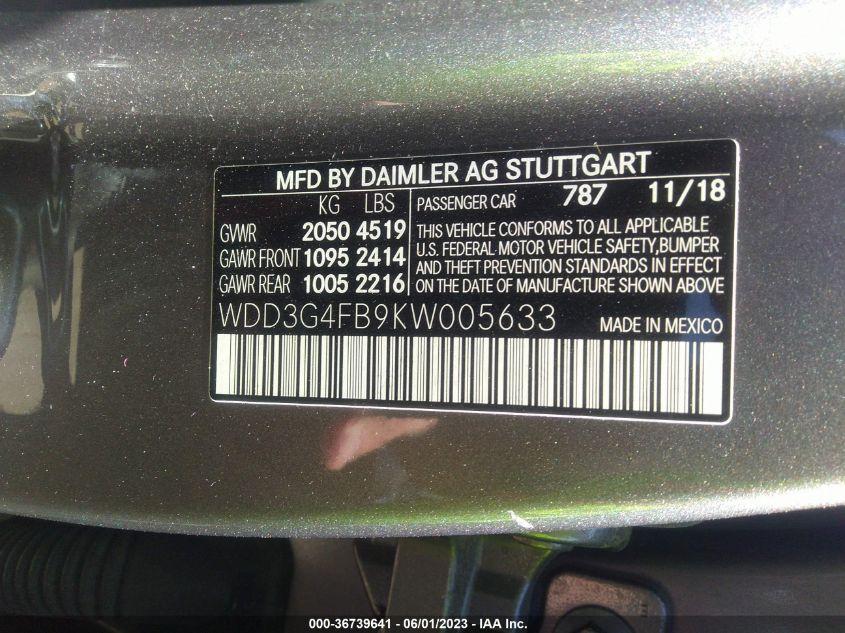 MFD BY DAIMLER AG STUTTGART
KG LBS
GVWR 2050 4519
GAWR FRONT 1095 2414
GAWR REAR 1005 2216
PASSENGER CAR 787 11/18
THIS VEHICLE CONFORMS TO ALL APPLICABLE
U.S. FEDERAL MOTOR VEHICLE SAFETY,BUMPER
AND THEFT PREVENTION STANDARDS IN EFFECT
ON THE DATE OF MANUFACTURE SHOWN ABOVE
WDD3G4FB9KW005633 MADE IN MEXICO
000-36739641 - 06/01/2023 - IAA Inc.